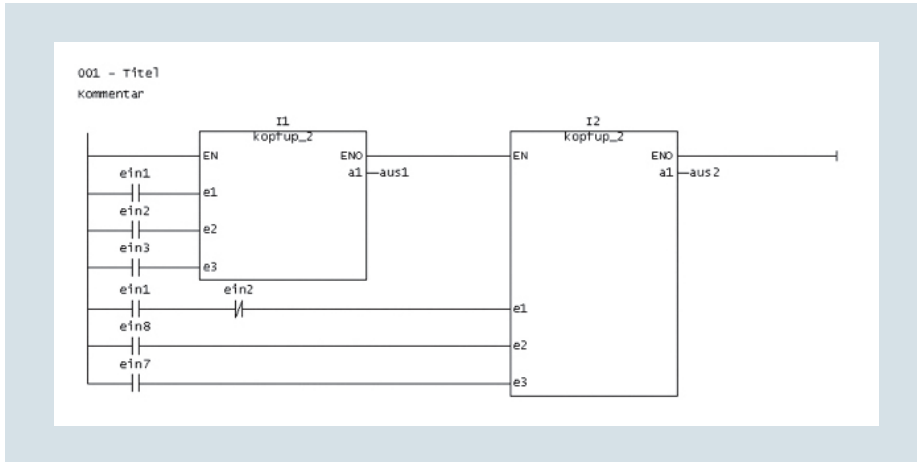 001 - Titel
Kommentar
I1
kopfup_2
EN
ENO
a1
aus1
ein1
e1
ein2
e2
ein3
e3
I2
kopfup_2
EN
ENO
a1
aus2
ein1
ein2
e1
ein8
e2
ein7
e3